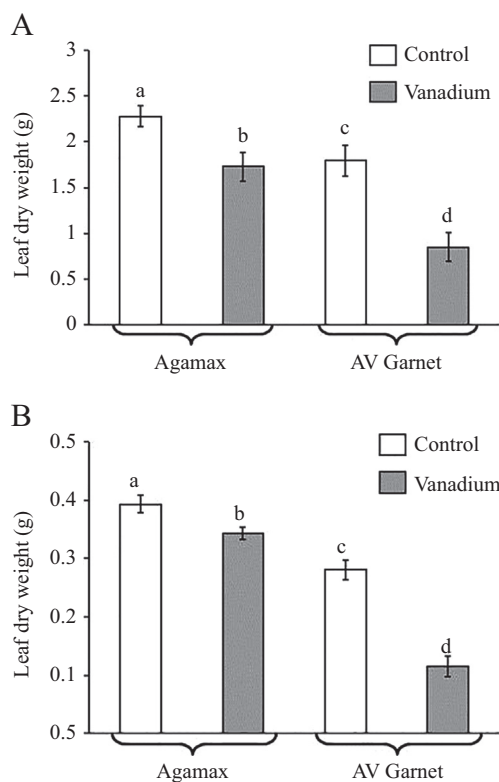 A
Leaf dry weight (g)
3
2.5
2
1.5
1
0.5
0
Control
Vanadium
a
b
c
d
Agamax
AV Garnet
B
Leaf dry weight (g)
0.5
0.4
0.3
0.2
0.1
0.5
Control
Vanadium
a
b
c
d
Agamax
AV Garnet